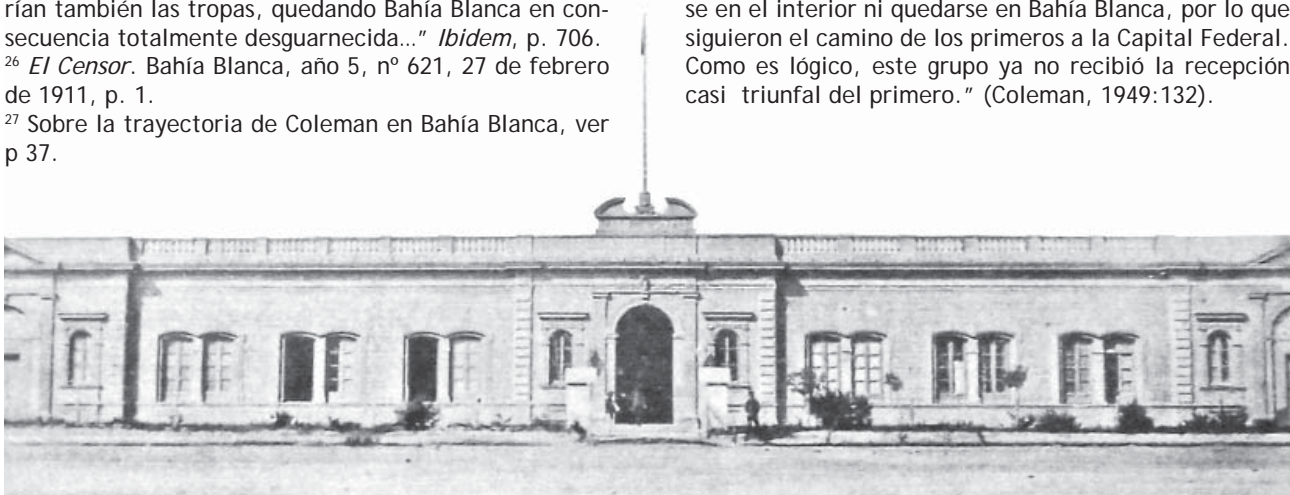 rían también las tropas, quedando Bahía Blanca en con-
secuencia totalmente desguarnecida..." Ibidem, p. 706.
26 El Censor. Bahía Blanca, año 5, nº 621, 27 de febrero
de 1911, p. 1.
27 Sobre la trayectoria de Coleman en Bahía Blanca, ver
p 37.
se en el interior ni quedarse en Bahía Blanca, por lo que
siguieron el camino de los primeros a la Capital Federal.
Como es lógico, este grupo ya no recibió la recepción
casi triunfal del primero." (Coleman, 1949:132).